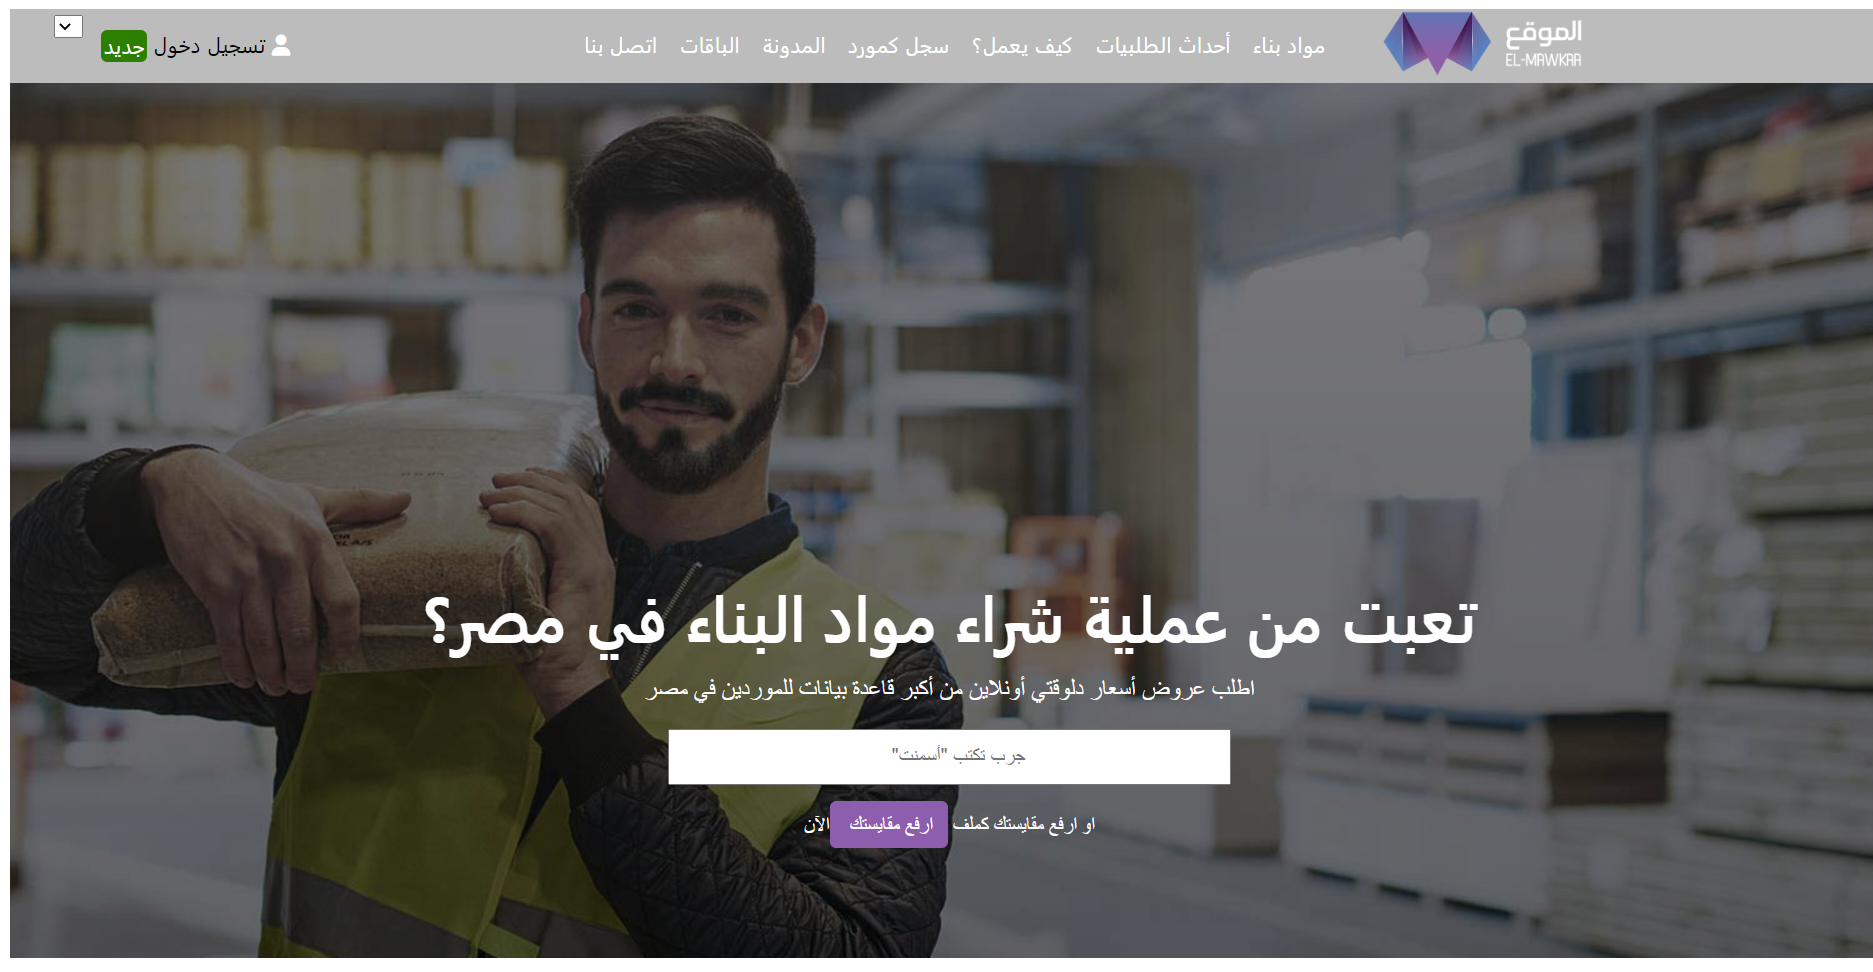 الموقع
EL-MAWKAA
مواد بناء
أحداث الطلبيات
كيف يعمل؟
سجل كمورد
المدونة
الباقات
اتصل بنا
تسجيل دخول جديد
تعبت من عملية شراء مواد البناء في مصر؟
اطلب عروض أسعار دلوقتي أونلاين من أكبر قاعدة بيانات للموردين في مصر
جرب تكتب "أسمنت"
او ارفع مقايستك كملف ارفع مقايستك الآن